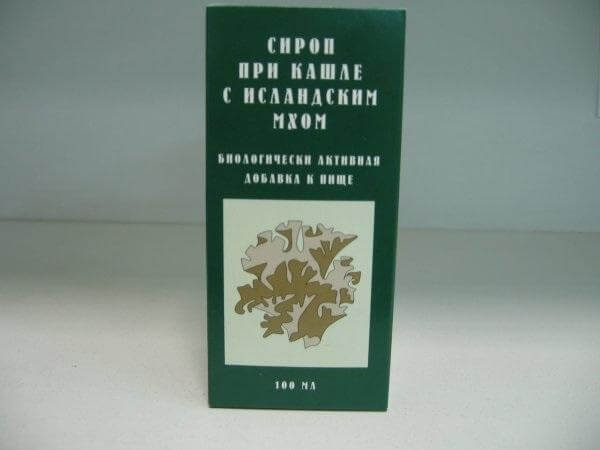 СИРОП
ПРИ КАШЛЕ
С ИСЛАНДСКИМ
МХОМ
БИОЛОГИЧЕСКИ АКТИВНАЯ
ДОБАВКА К ПИЩЕ
100 МЛ